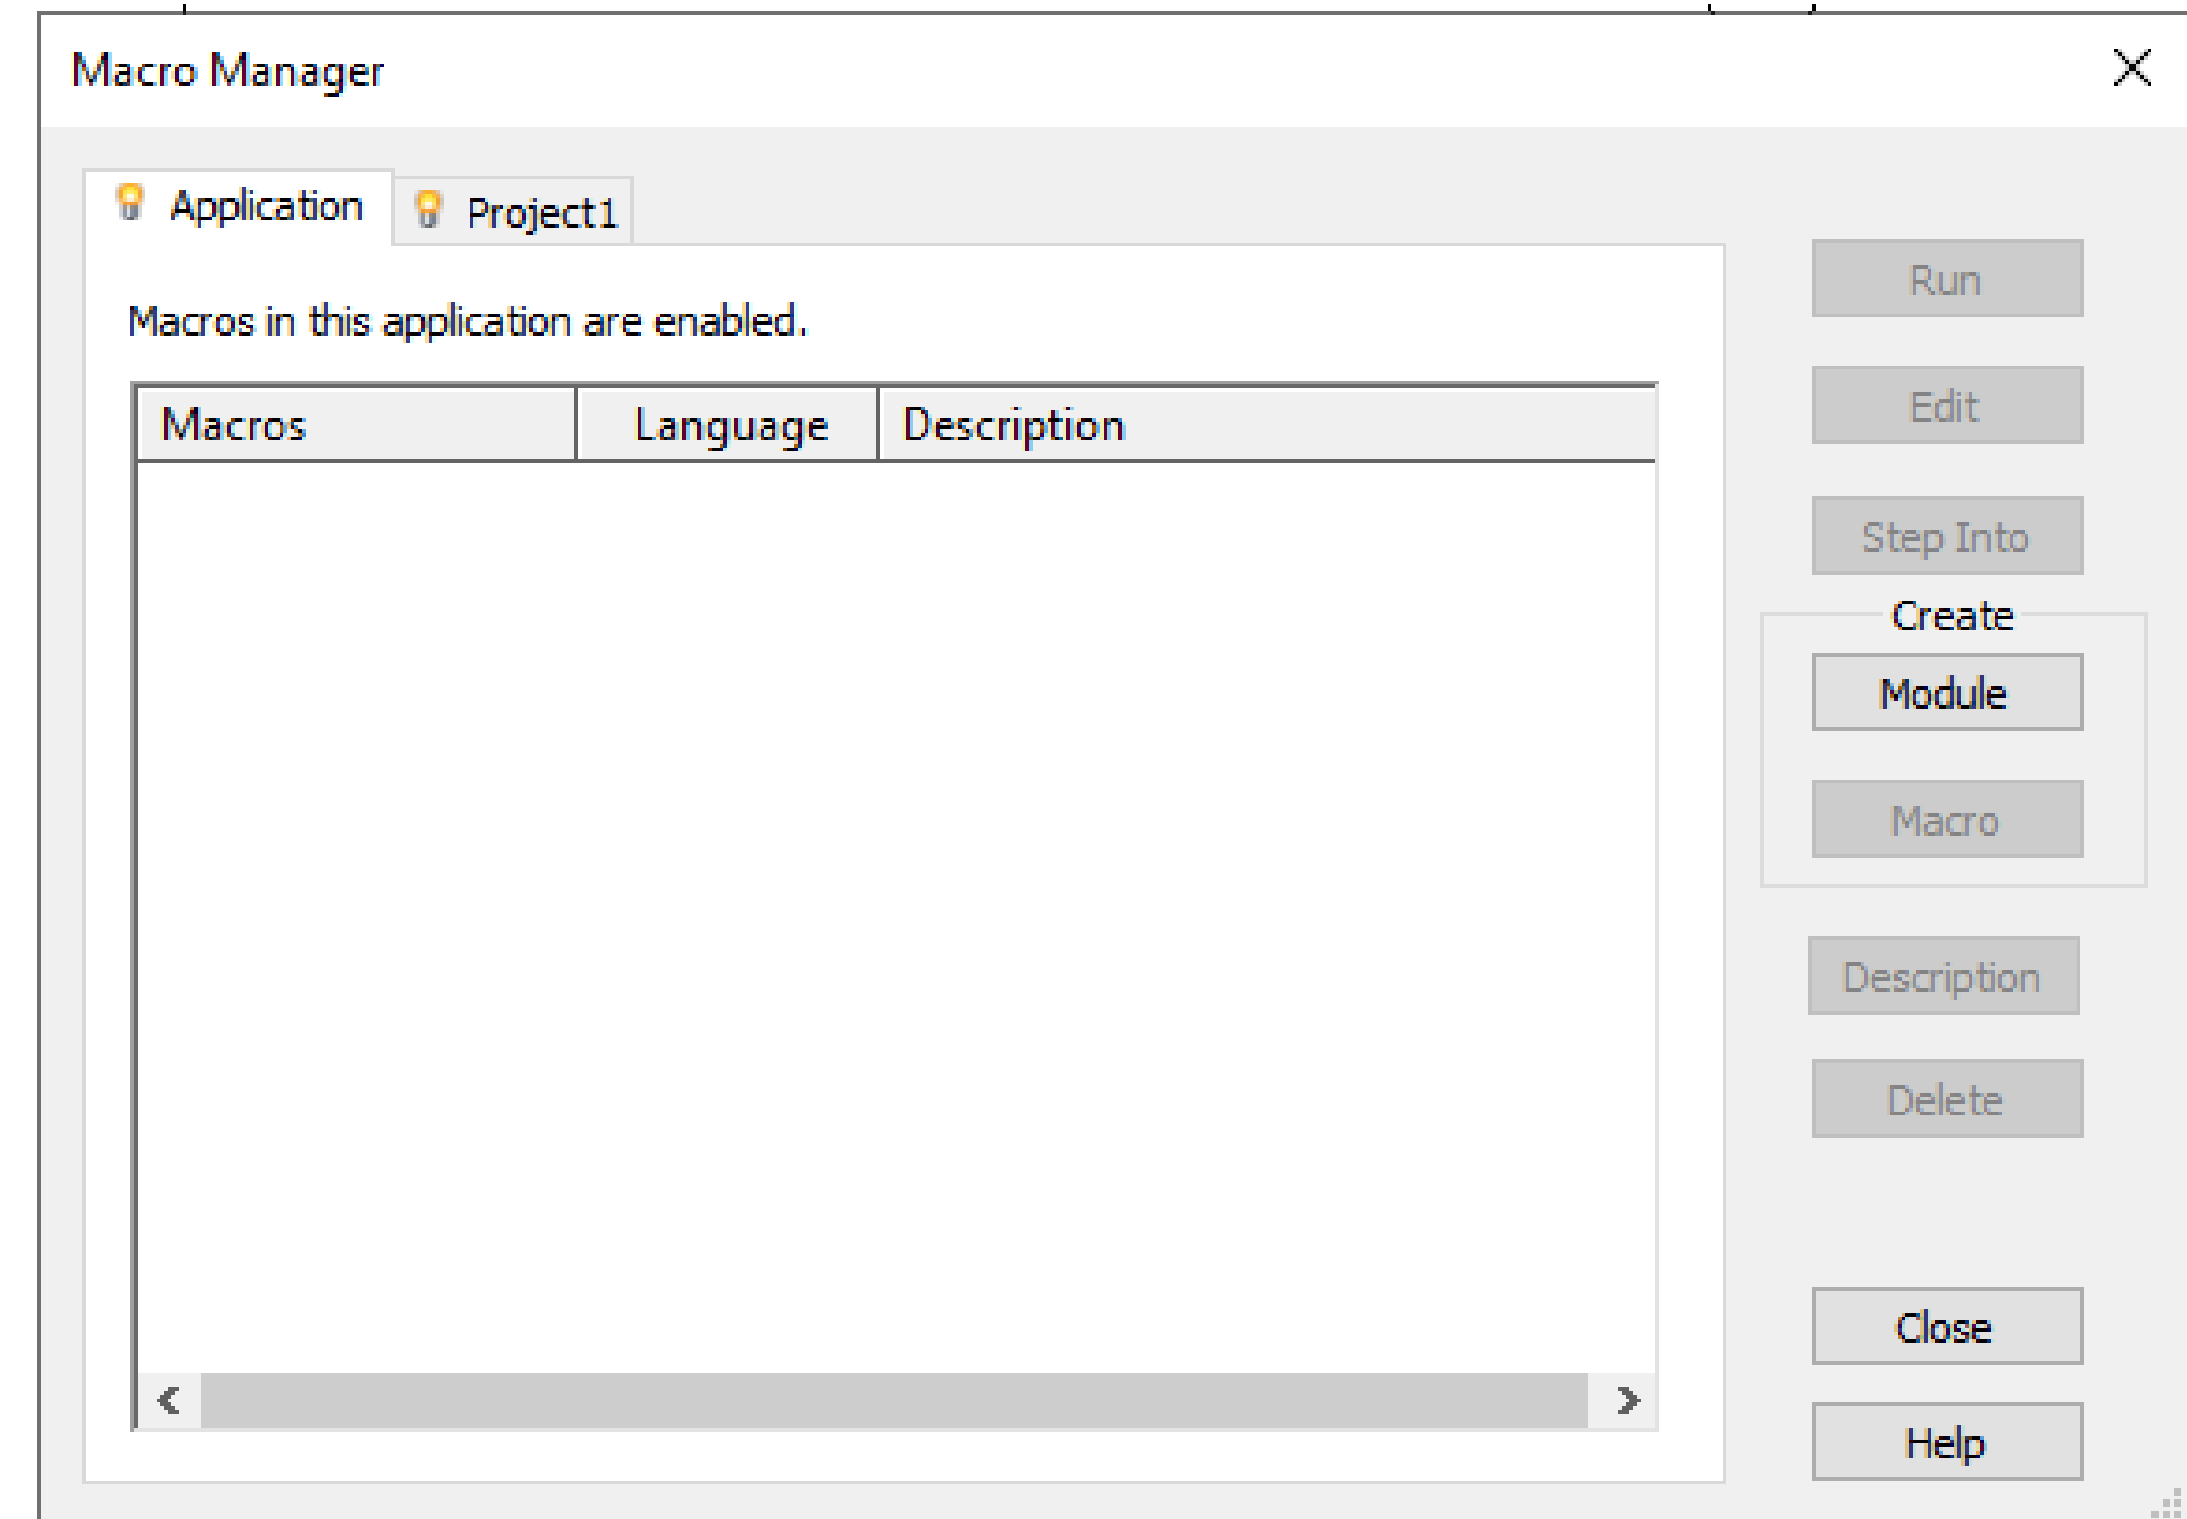 Macro Manager
Application
Project1
Macros in this application are enabled.
Macros Language Description
Run
Edit
Step Into
Create
Module
Macro
Description
Delete
Close
Help